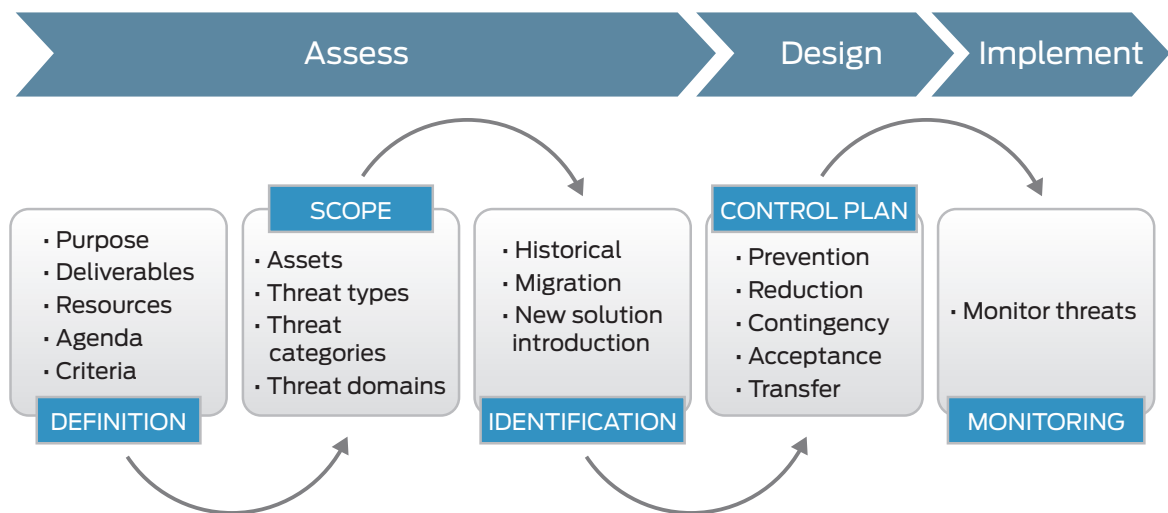 Assess
Design
Implement
· Purpose
· Deliverables
· Resources
· Agenda
· Criteria
DEFINITION
SCOPE
· Assets
· Threat types
· Threat
categories
· Threat domains
· Historical
· Migration
· New solution
introduction
IDENTIFICATION
CONTROL PLAN
· Prevention
· Reduction
· Contingency
· Acceptance
· Transfer
· Monitor threats
MONITORING